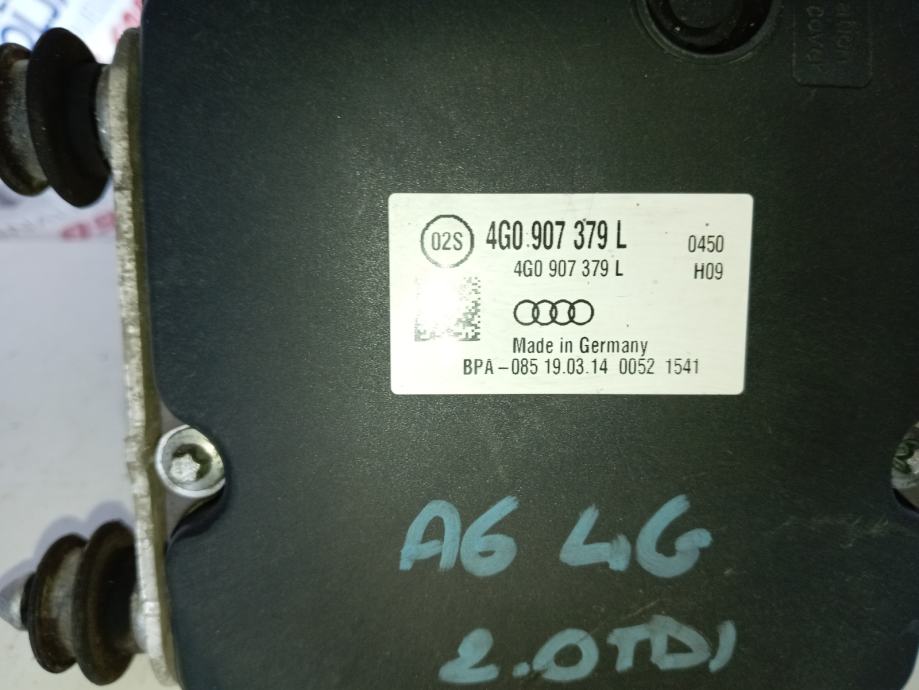 02S 4G0 907 379 L 0450
4G0 907 379 L H09
Made in Germany
BPA-085 19.03.14 0052 1541
A6 4G
2.0TDI
cover